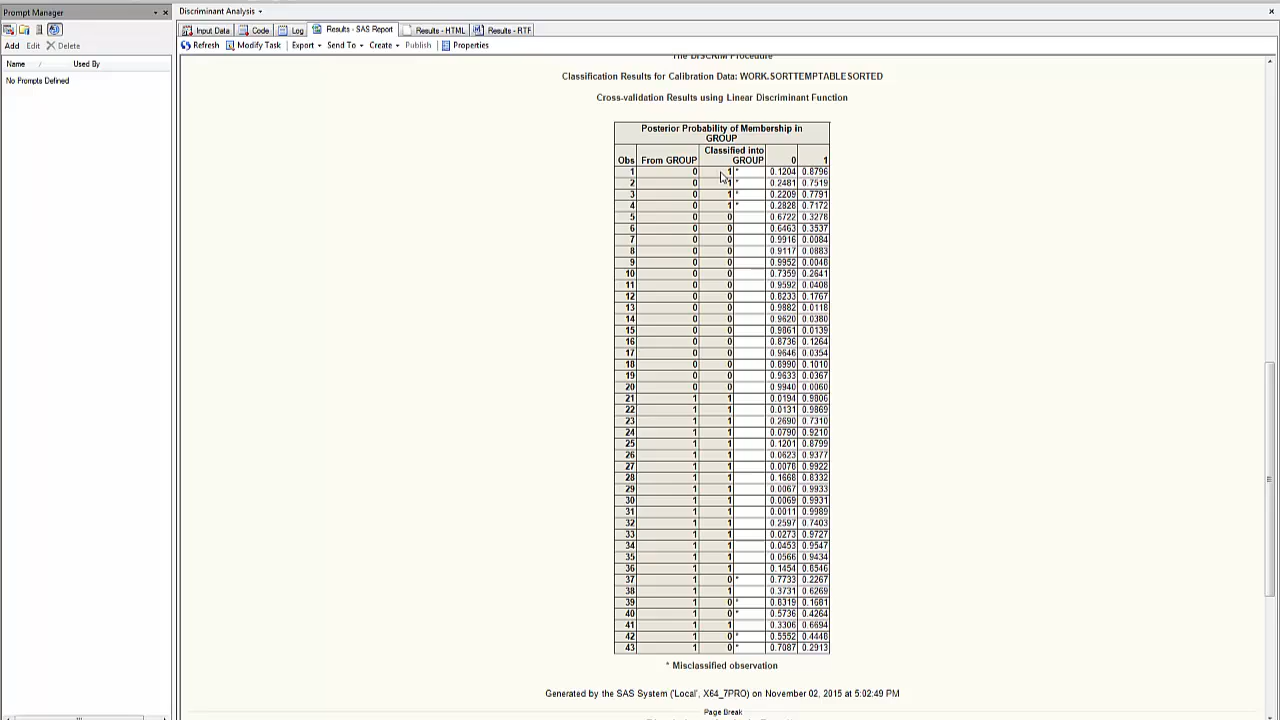 Prompt Manager
Discriminant Analysis
Input Data Code Log Results - SAS Report Results - HTML Results - RTF
Add Edit Delete
Refresh Modify Task Export Send To Create Publish Properties
Name / Used By
No Prompts Defined
The DISCRIM Procedure
Classification Results for Calibration Data: WORK.SORTTEMPTABLESORTED
Cross-validation Results using Linear Discriminant Function
Posterior Probability of Membership in
GROUP
Obs From GROUP Classified into GROUP 0 1
1 0 1 * 0.1204 0.8796
2 0 1 * 0.2481 0.7519
3 0 1 * 0.2209 0.7791
4 0 1 * 0.2828 0.7172
5 0 0 0.6722 0.3278
6 0 0 0.6463 0.3537
7 0 0 0.9916 0.0084
8 0 0 0.9117 0.0883
9 0 0 0.9952 0.0048
10 0 0 0.7359 0.2641
11 0 0 0.9592 0.0408
12 0 0 0.8233 0.1767
13 0 0 0.9882 0.0118
14 0 0 0.9620 0.0380
15 0 0 0.9861 0.0139
16 0 0 0.8736 0.1264
17 0 0 0.9646 0.0354
18 0 0 0.8990 0.1010
19 0 0 0.9633 0.0367
20 0 0 0.9940 0.0060
21 1 1 0.0194 0.9806
22 1 1 0.0131 0.9869
23 1 1 0.2690 0.7310
24 1 1 0.0790 0.9210
25 1 1 0.1201 0.8799
26 1 1 0.0623 0.9377
27 1 1 0.0078 0.9922
28 1 1 0.1668 0.8332
29 1 1 0.0067 0.9933
30 1 1 0.0069 0.9931
31 1 1 0.0011 0.9989
32 1 1 0.2597 0.7403
33 1 1 0.0273 0.9727
34 1 1 0.0453 0.9547
35 1 1 0.0566 0.9434
36 1 1 0.1454 0.8546
37 1 0 * 0.7733 0.2267
38 1 1 0.3731 0.6269
39 1 0 * 0.8319 0.1681
40 1 0 * 0.5736 0.4264
41 1 1 0.3306 0.6694
42 1 0 * 0.5552 0.4448
43 1 0 * 0.7087 0.2913
* Misclassified observation
Generated by the SAS System ('Local', X64_7PRO) on November 02, 2015 at 5:02:49 PM
Page Break